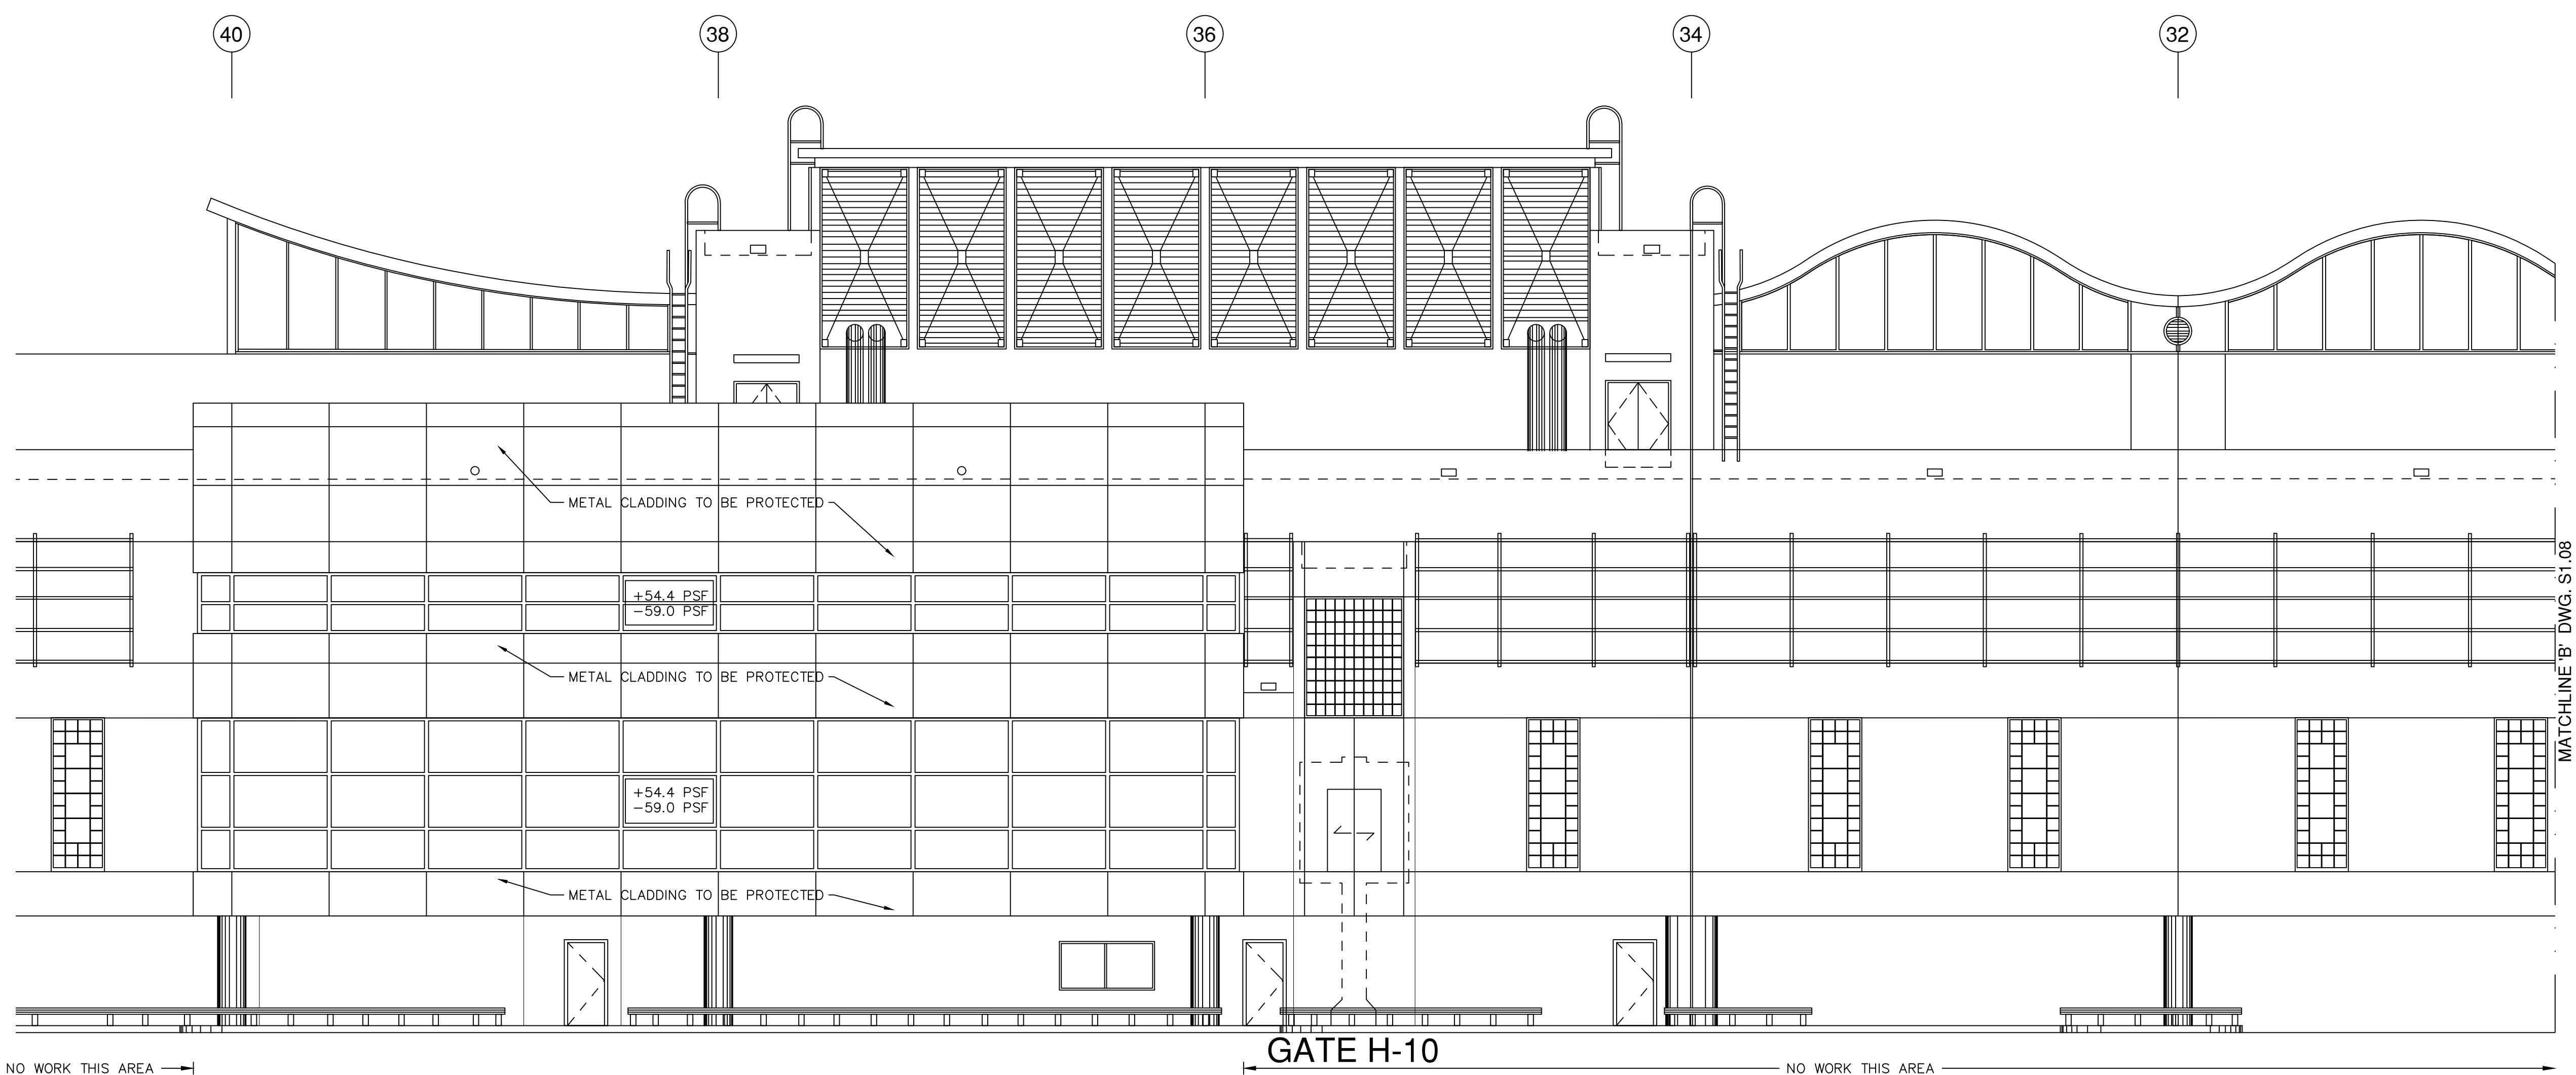 40
38
36
34
32
METAL CLADDING TO BE PROTECTED
+54.4 PSF
−59.0 PSF
METAL CLADDING TO BE PROTECTED
+54.4 PSF
−59.0 PSF
METAL CLADDING TO BE PROTECTED
MATCHLINE 'B' DWG. S1.08
GATE H-10
NO WORK THIS AREA
NO WORK THIS AREA